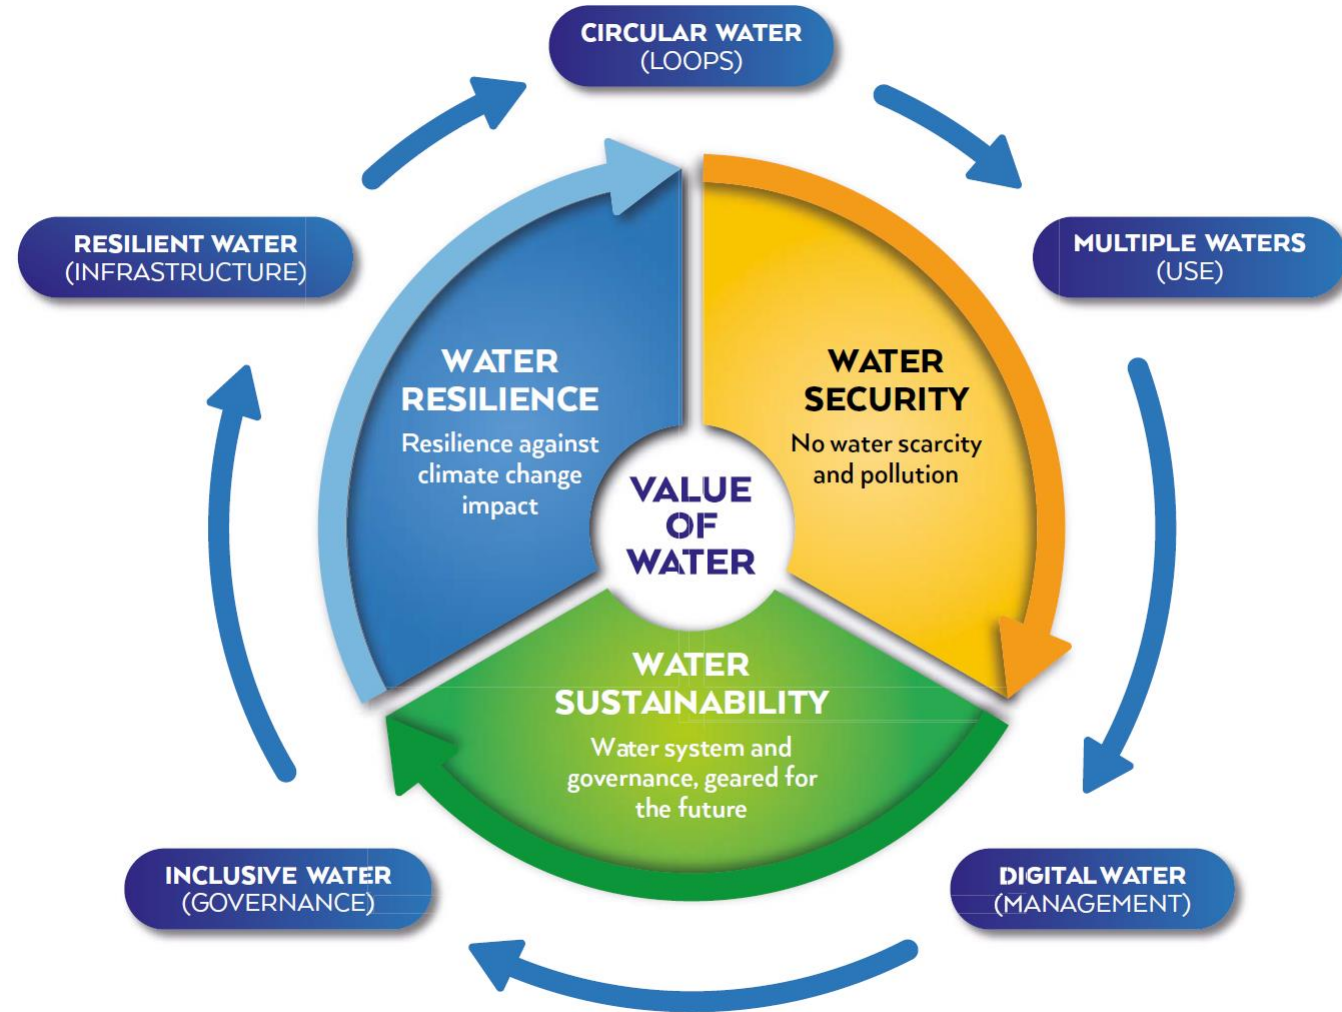 CIRCULAR WATER
(LOOPS)
RESILIENT WATER
(INFRASTRUCTURE)
MULTIPLE WATERS
(USE)
WATER
RESILIENCE
Resilience against
climate change
impact
WATER
SECURITY
No water scarcity
and pollution
VALUE
OF
WATER
WATER
SUSTAINABILITY
Water system and
governance, geared for
the future
INCLUSIVE WATER
(GOVERNANCE)
DIGITAL WATER
(MANAGEMENT)